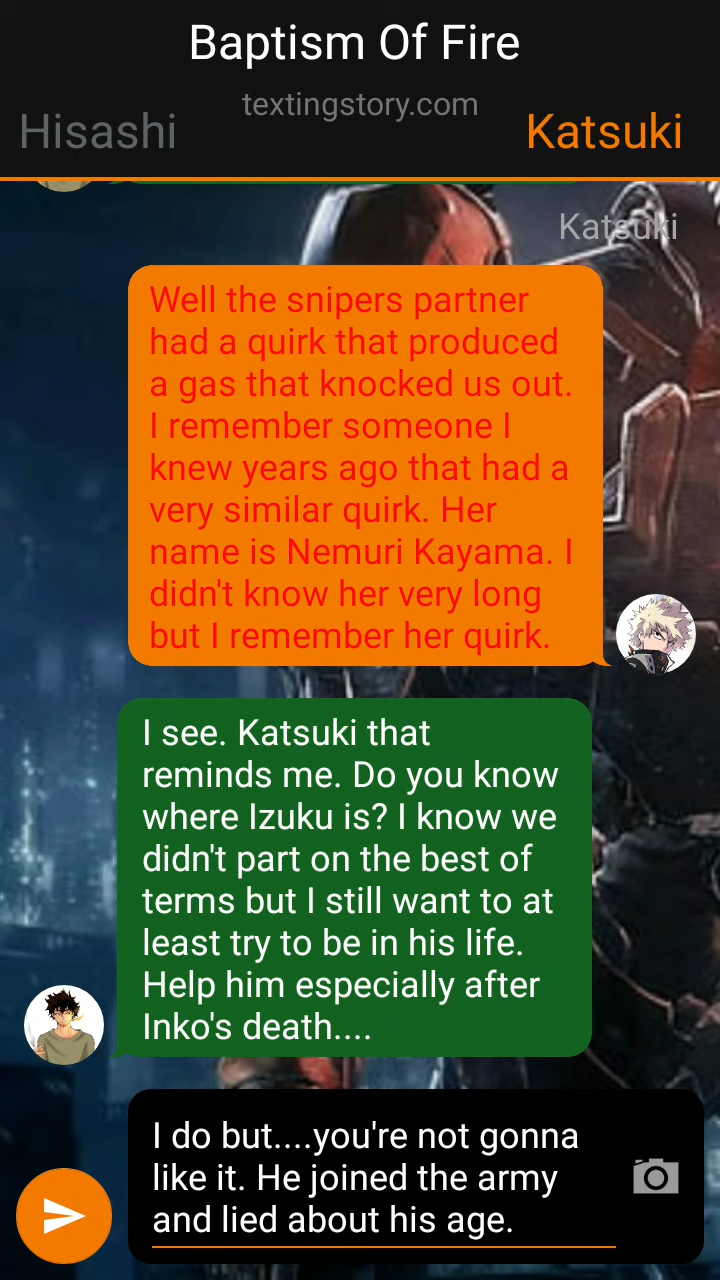 Baptism Of Fire
textingstory.com
Hisashi
Katsuki
Katsuki
Well the snipers partner
had a quirk that produced
a gas that knocked us out.
I remember someone I
knew years ago that had a
very similar quirk. Her
name is Nemuri Kayama. I
didn't know her very long
but I remember her quirk.
I see. Katsuki that
reminds me. Do you know
where Izuku is? I know we
didn't part on the best of
terms but I still want to at
least try to be in his life.
Help him especially after
Inko's death....
I do but....you're not gonna
like it. He joined the army
and lied about his age.